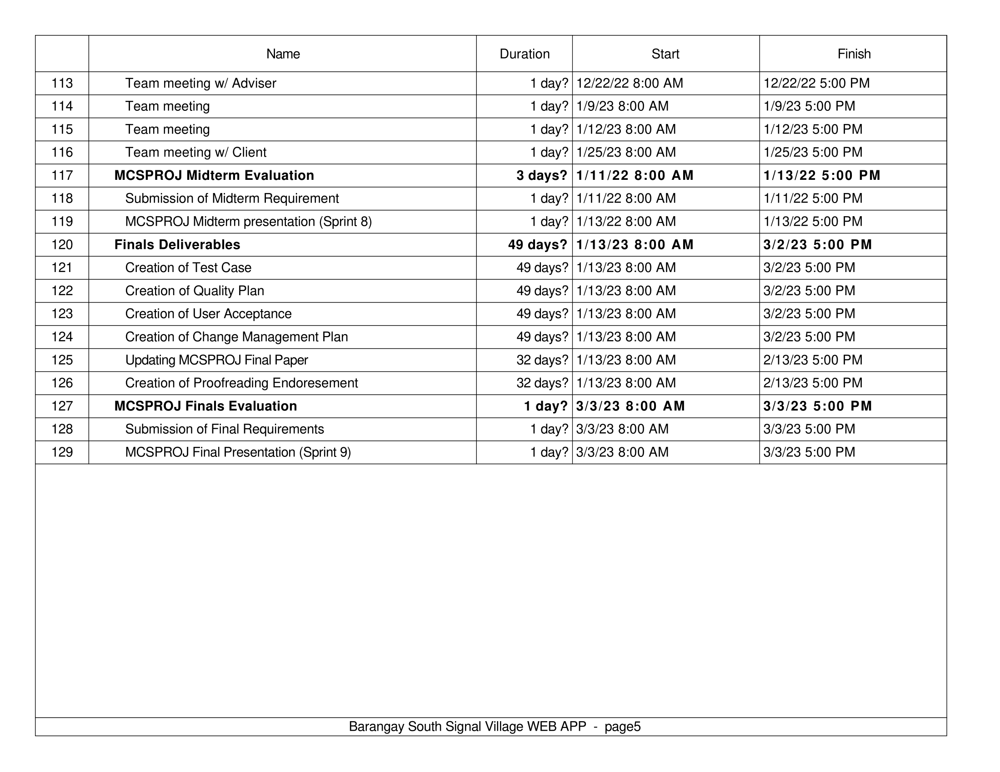 Name Duration Start Finish
113 Team meeting w/ Adviser 1 day? 12/22/22 8:00 AM 12/22/22 5:00 PM
114 Team meeting 1 day? 1/9/23 8:00 AM 1/9/23 5:00 PM
115 Team meeting 1 day? 1/12/23 8:00 AM 1/12/23 5:00 PM
116 Team meeting w/ Client 1 day? 1/25/23 8:00 AM 1/25/23 5:00 PM
117 MCSPROJ Midterm Evaluation 3 days? 1/11/22 8:00 AM 1/13/22 5:00 PM
118 Submission of Midterm Requirement 1 day? 1/11/22 8:00 AM 1/11/22 5:00 PM
119 MCSPROJ Midterm presentation (Sprint 8) 1 day? 1/13/22 8:00 AM 1/13/22 5:00 PM
120 Finals Deliverables 49 days? 1/13/23 8:00 AM 3/2/23 5:00 PM
121 Creation of Test Case 49 days? 1/13/23 8:00 AM 3/2/23 5:00 PM
122 Creation of Quality Plan 49 days? 1/13/23 8:00 AM 3/2/23 5:00 PM
123 Creation of User Acceptance 49 days? 1/13/23 8:00 AM 3/2/23 5:00 PM
124 Creation of Change Management Plan 49 days? 1/13/23 8:00 AM 3/2/23 5:00 PM
125 Updating MCSPROJ Final Paper 32 days? 1/13/23 8:00 AM 2/13/23 5:00 PM
126 Creation of Proofreading Endoresement 32 days? 1/13/23 8:00 AM 2/13/23 5:00 PM
127 MCSPROJ Finals Evaluation 1 day? 3/3/23 8:00 AM 3/3/23 5:00 PM
128 Submission of Final Requirements 1 day? 3/3/23 8:00 AM 3/3/23 5:00 PM
129 MCSPROJ Final Presentation (Sprint 9) 1 day? 3/3/23 8:00 AM 3/3/23 5:00 PM
Barangay South Signal Village WEB APP - page5